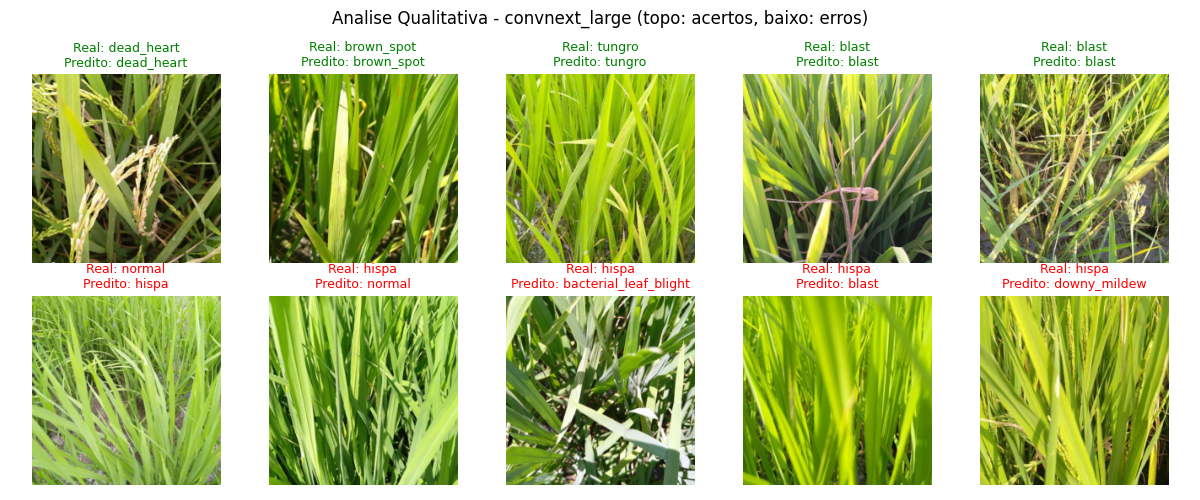 Analise Qualitativa - convnext_large (topo: acertos, baixo: erros)
Real: dead_heart
Predito: dead_heart
Real: brown_spot
Predito: brown_spot
Real: tungro
Predito: tungro
Real: blast
Predito: blast
Real: blast
Predito: blast
Real: normal
Predito: hispa
Real: hispa
Predito: normal
Real: hispa
Predito: bacterial_leaf_blight
Real: hispa
Predito: blast
Real: hispa
Predito: downy_mildew